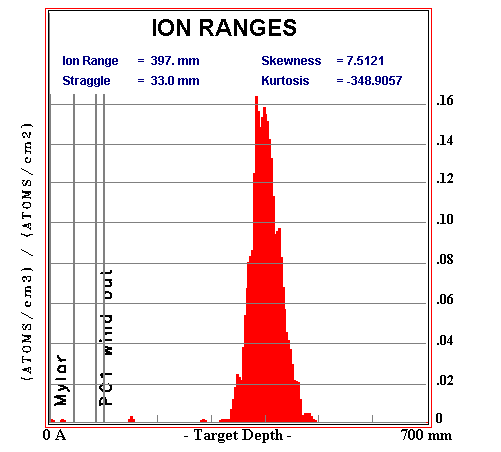 ION RANGES
Ion Range = 397. mm Skewness = 7.5121
Straggle = 33.0 mm Kurtosis = -348.9057
(ATOMS/cm3) / (ATOMS/cm2)
.16
.14
.12
.10
.08
.06
.04
.02
0
Mylar
PC1 wind out
0 A - Target Depth - 700 mm